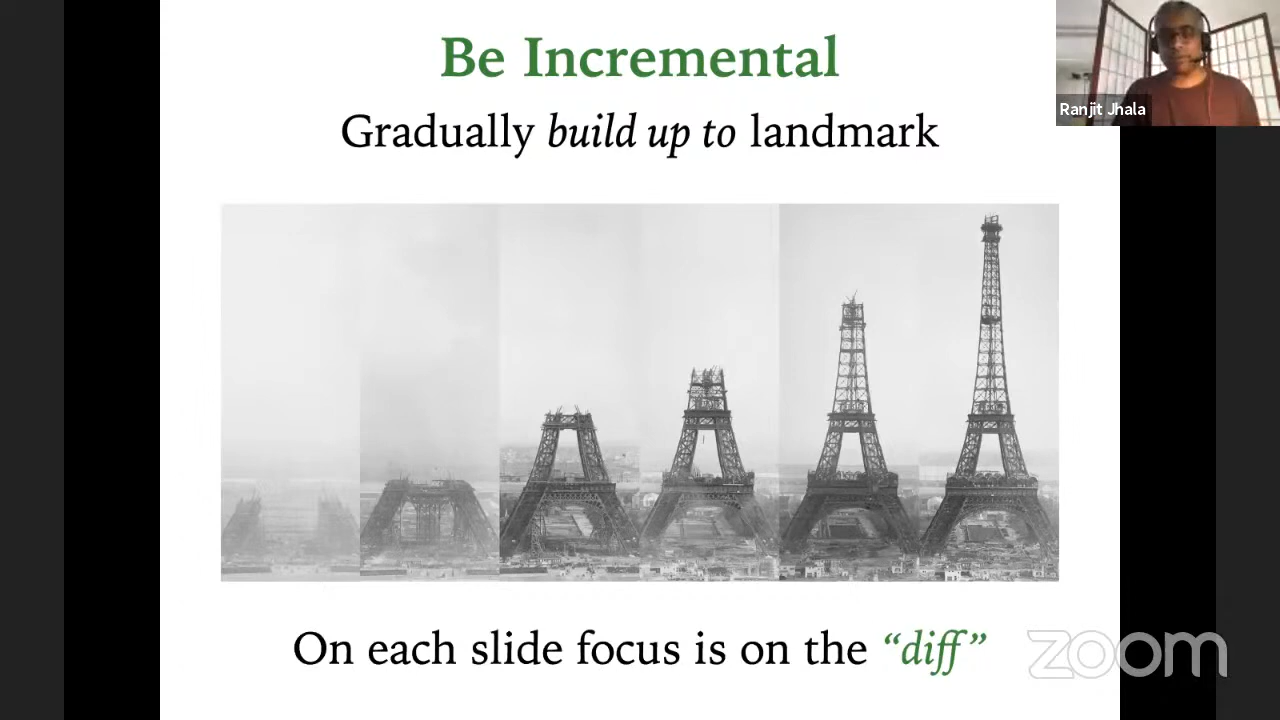 Be Incremental
Gradually build up to landmark
Ranjit Jhala
On each slide focus is on the “diff”
zoom